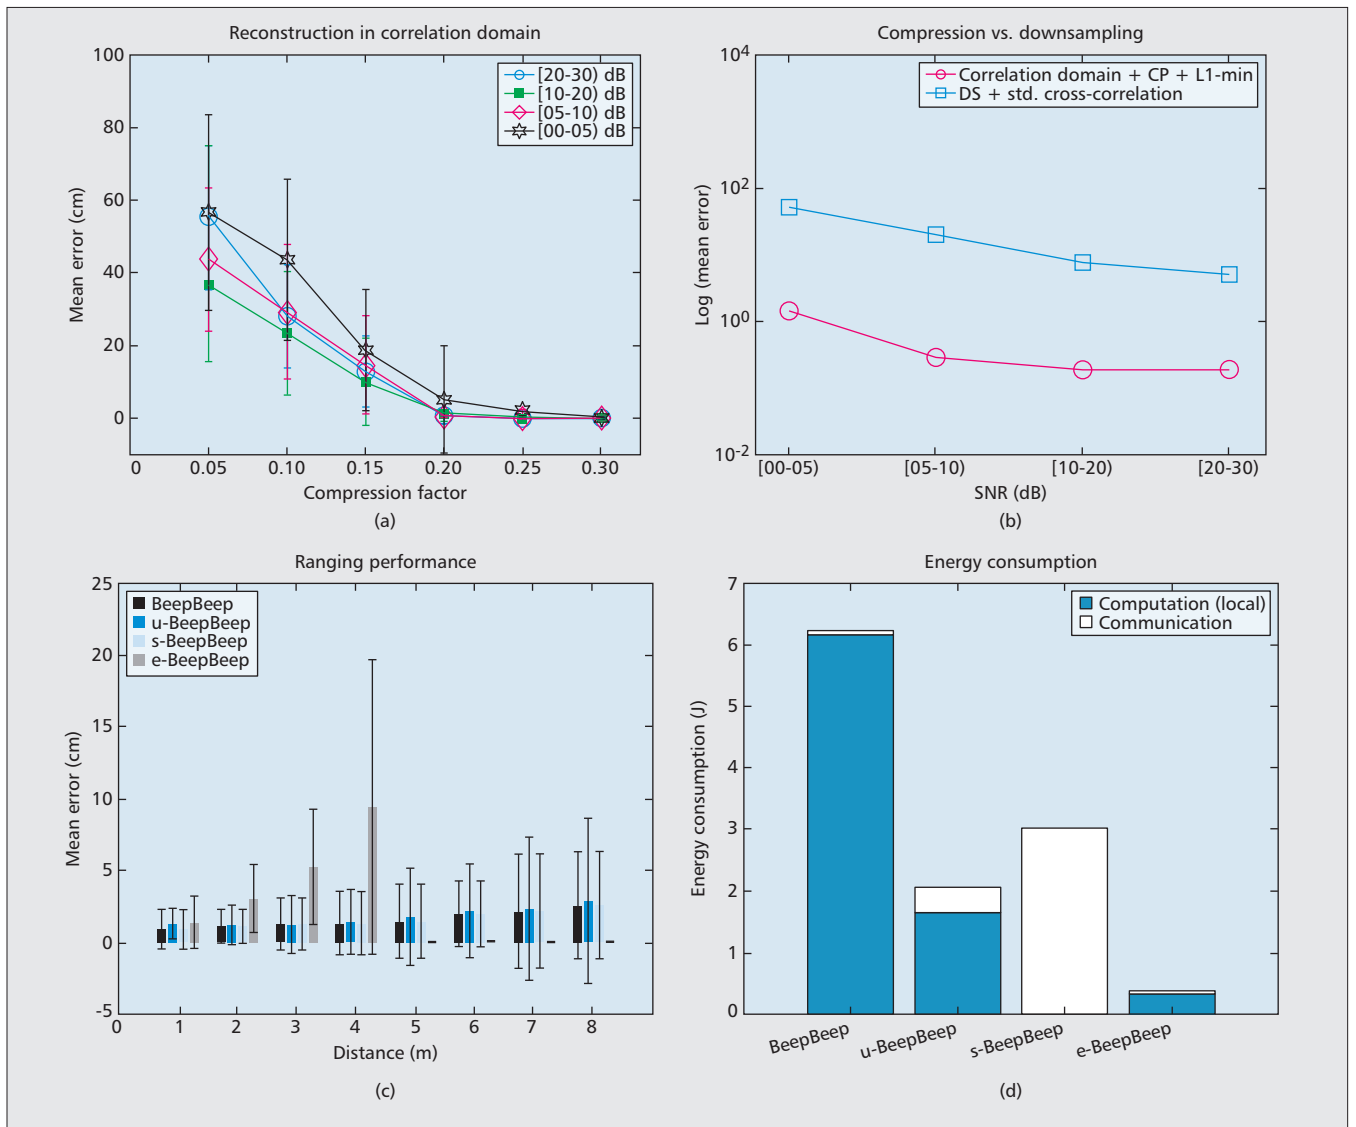 Reconstruction in correlation domain
100
80
60
40
20
0
Mean error (cm)
[20-30) dB
[10-20) dB
[05-10) dB
[00-05) dB
0 0.05 0.10 0.15 0.20 0.25 0.30
Compression factor
(a)
Compression vs. downsampling
10^4
10^2
10^0
10^-2
Log (mean error)
Correlation domain + CP + L1-min
DS + std. cross-correlation
[00-05) [05-10) [10-20) [20-30)
SNR (dB)
(b)
Ranging performance
25
20
15
10
5
0
-5
Mean error (cm)
BeepBeep
u-BeepBeep
s-BeepBeep
e-BeepBeep
0 1 2 3 4 5 6 7 8
Distance (m)
(c)
Energy consumption
7
6
5
4
3
2
1
0
Energy consumption (J)
Computation (local)
Communication
BeepBeep u-BeepBeep s-BeepBeep e-BeepBeep
(d)